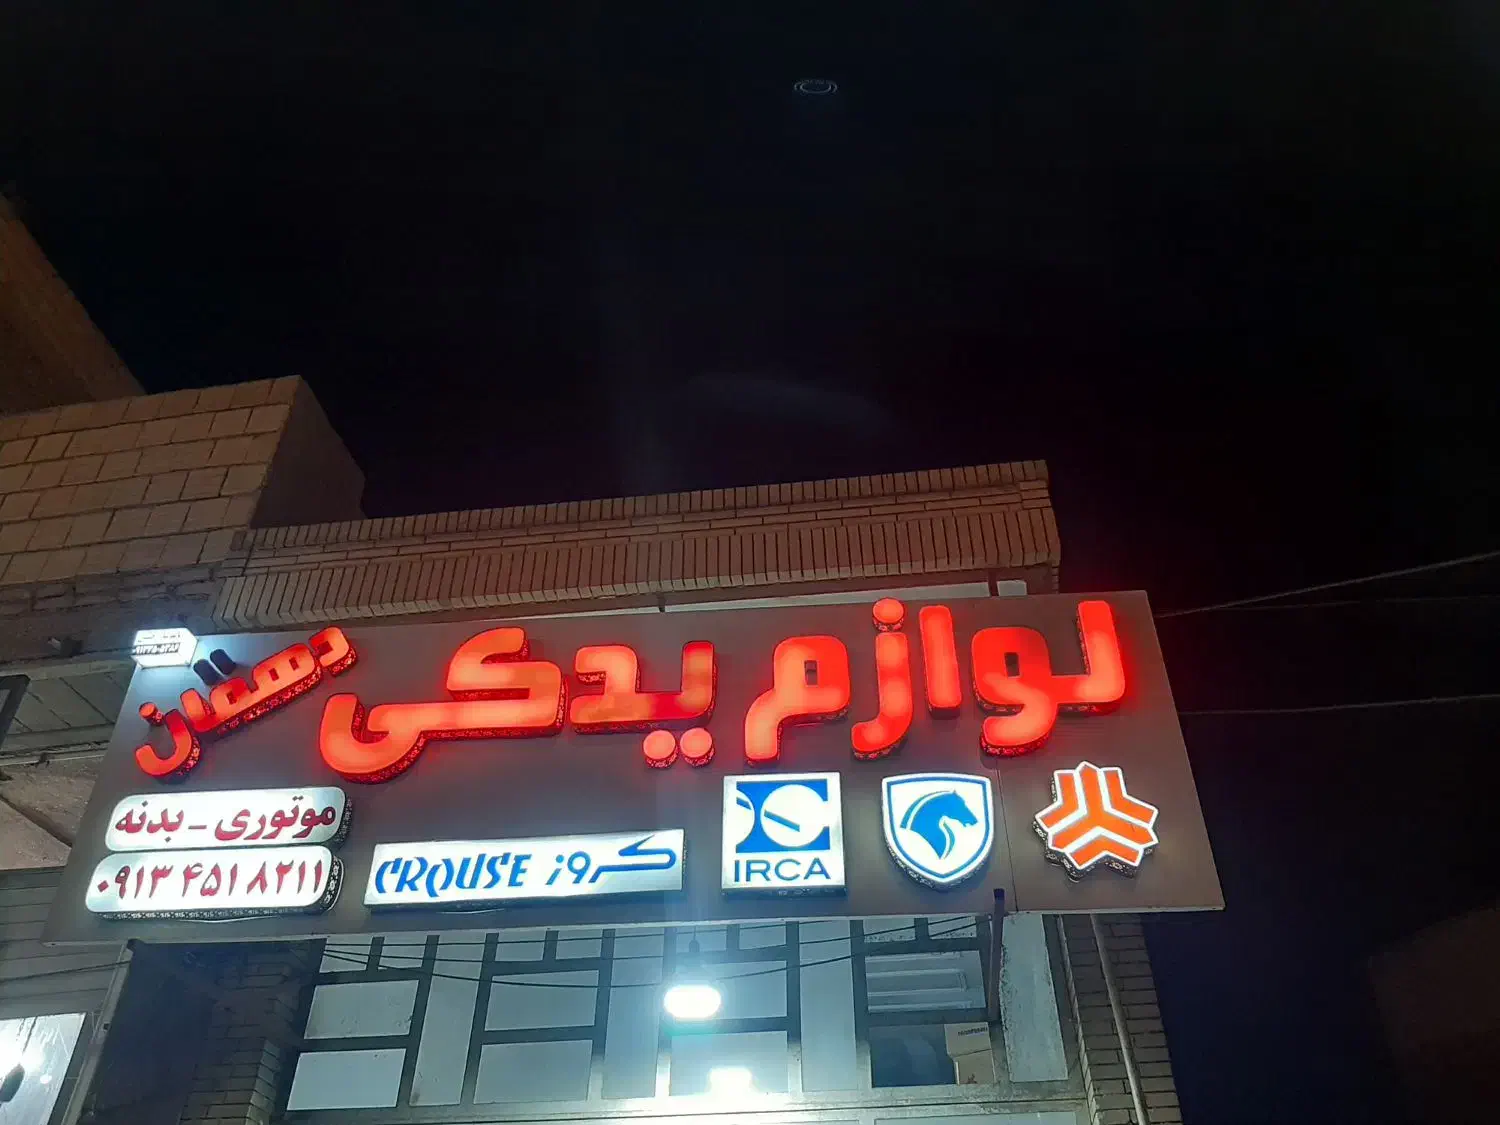 لوازم یدکی دهقان
موتوری - بدنه
۰۹۱۳ ۴۵۱ ۸۲۱۱
CROUSE کروز
IRCA